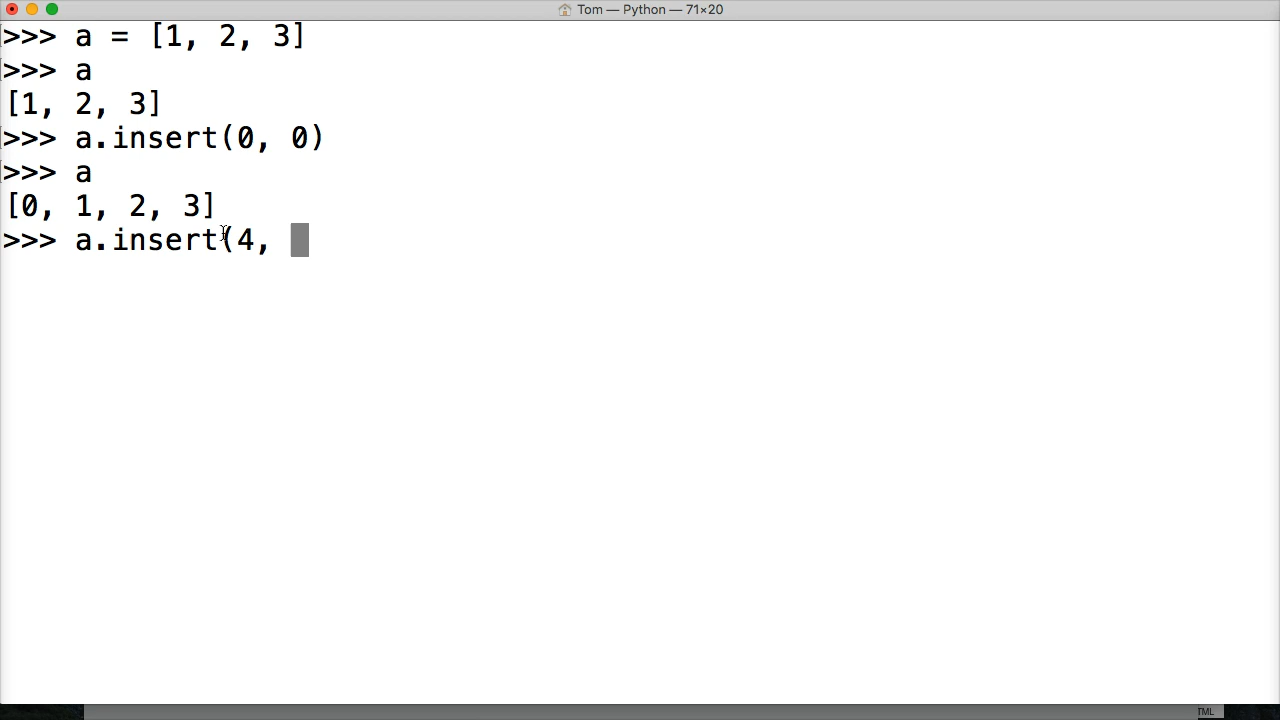 Tom — Python — 71×20
>>> a = [1, 2, 3]
>>> a
[1, 2, 3]
>>> a.insert(0, 0)
>>> a
[0, 1, 2, 3]
>>> a.insert(4,
TML